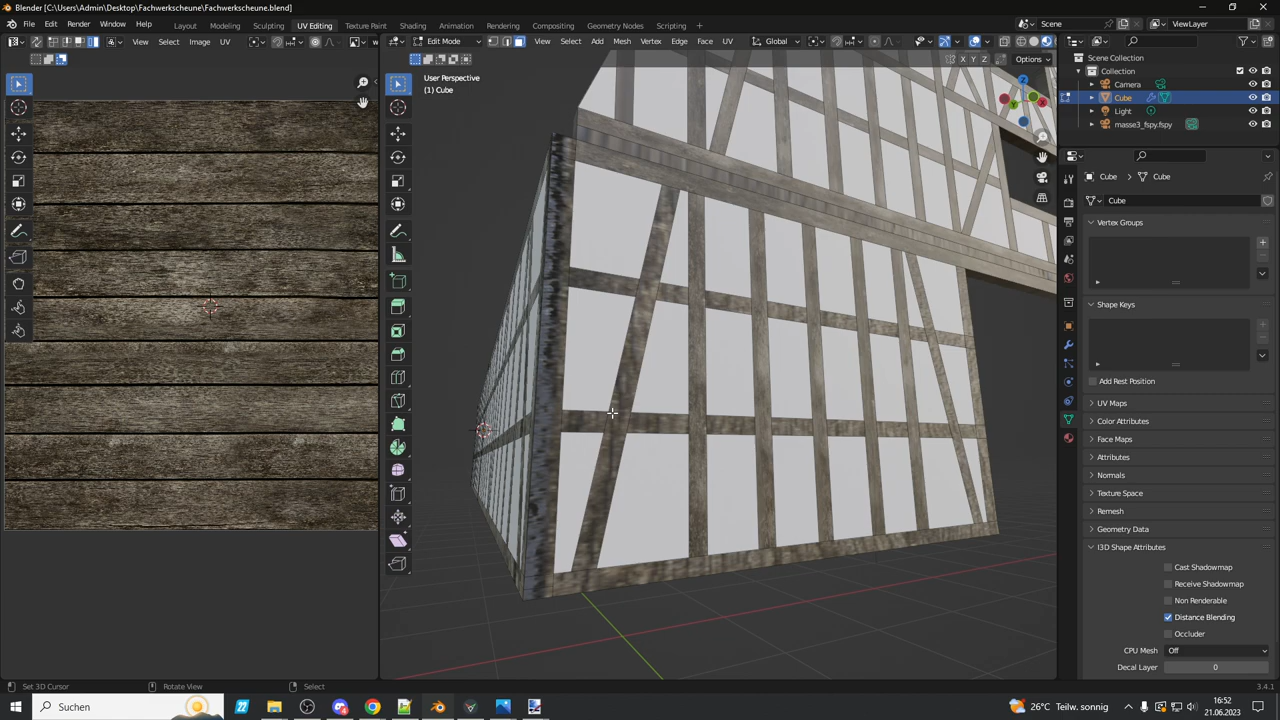 Blender [C:\Users\Admin\Desktop\Fachwerkscheune\Fachwerkscheune.blend]
File Edit Render Window Help Layout Modeling Sculpting UV Editing Texture Paint Shading Animation Rendering Compositing Geometry Nodes Scripting + Scene ViewLayer
View Select Image UV Edit Mode View Select Add Mesh Vertex Edge Face UV Global
X Y Z Options
User Perspective
(1) Cube
Scene Collection
Collection
Camera
Cube
Light
masse3_fspy.fspy
Cube Cube
Cube
Vertex Groups
Shape Keys
Add Rest Position
UV Maps
Color Attributes
Face Maps
Attributes
Normals
Texture Space
Remesh
Geometry Data
I3D Shape Attributes
Cast Shadowmap
Receive Shadowmap
Non Renderable
Distance Blending
Occluder
CPU Mesh Off
Decal Layer 0
Set 3D Cursor Rotate View Select 3.4.1
Suchen 26°C Teilw. sonnig 16:52
21.06.2023